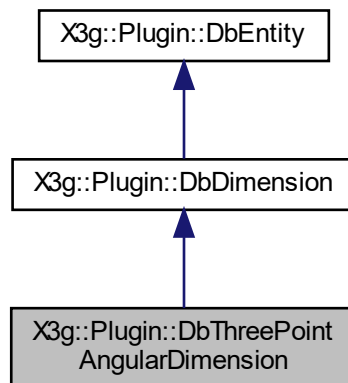 X3g::Plugin::DbEntity
X3g::Plugin::DbDimension
X3g::Plugin::DbThreePoint
AngularDimension